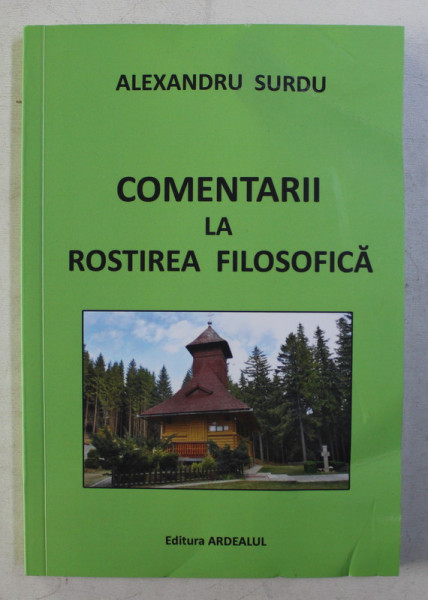 ALEXANDRU SURDU
COMENTARII
LA
ROSTIREA FILOSOFICĂ
Editura ARDEALUL